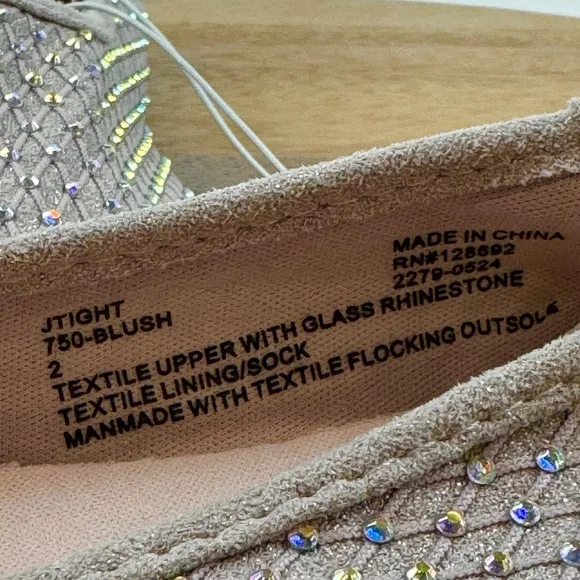 JTIGHT
750-BLUSH
2
TEXTILE UPPER WITH GLASS RHINESTONE
TEXTILE LINING/SOCK
MANMADE WITH TEXTILE FLOCKING OUTSOLE
MADE IN CHINA
RN#128692
2279-0524